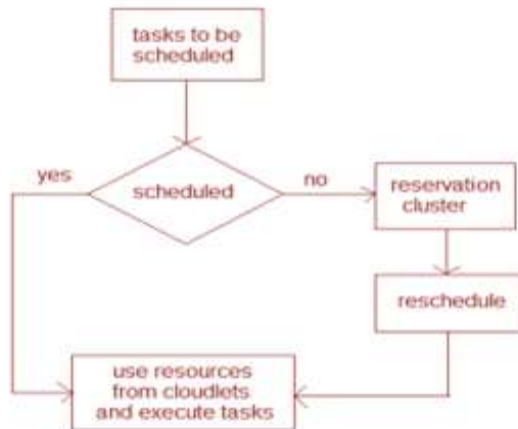 tasks to be
scheduled
yes
scheduled
no
reservation
cluster
reschedule
use resources
from cloudlets
and execute tasks